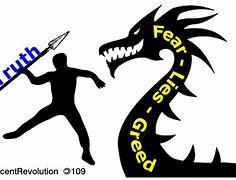 Truth
Fear - Lies - Greed
centRevolution @109